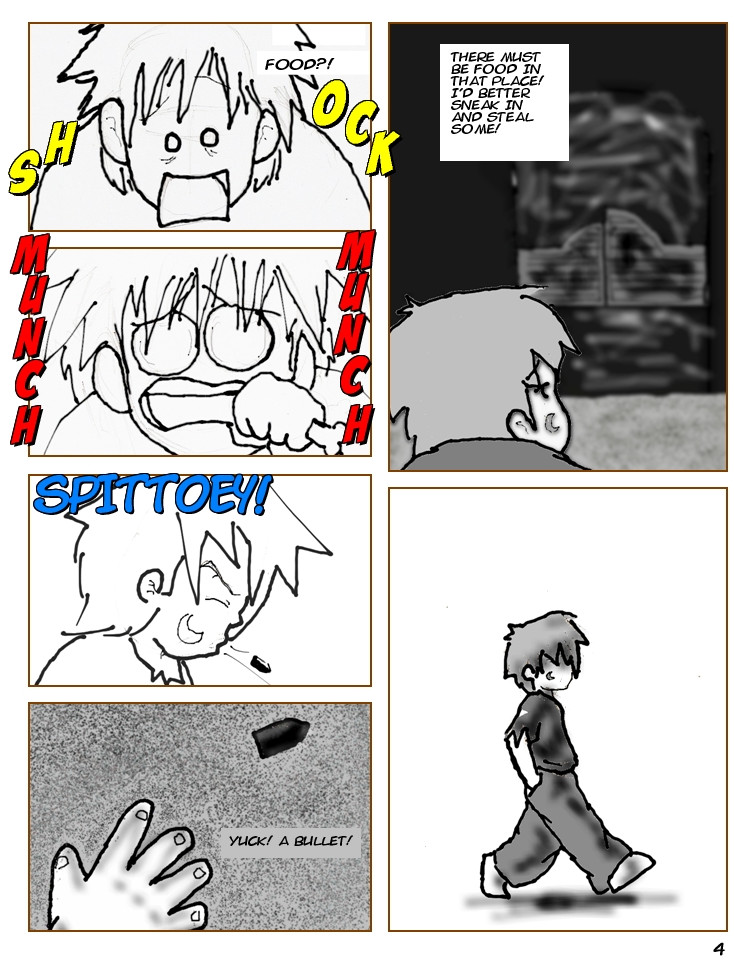 FOOD?!
SHOCK
MUNCH
MUNCH
SPITTOEY!
YUCK! A BULLET!
THERE MUST
BE FOOD IN
THAT PLACE!
I'D BETTER
SNEAK IN
AND STEAL
SOME!
4